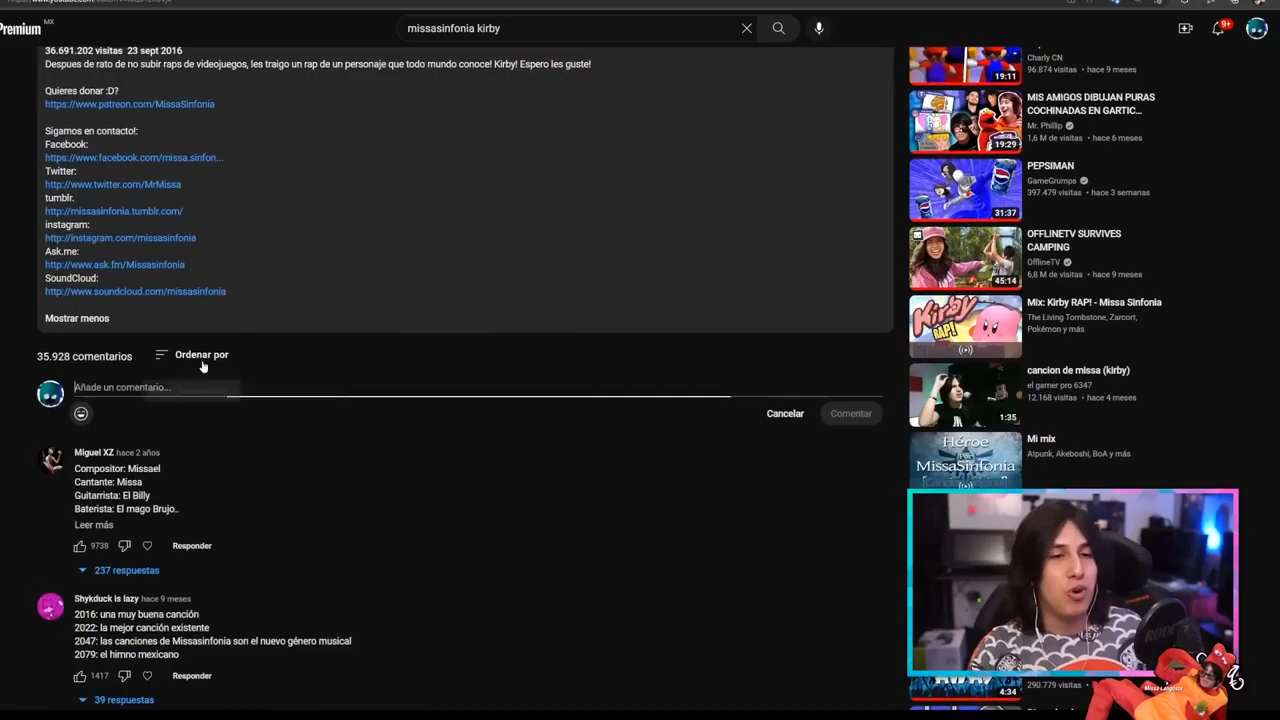 Premium MX
missasinfonia kirby
9+
36.691.202 visitas 23 sept 2016
Despues de rato de no subir raps de videojuegos, les traigo un rap de un personaje que todo mundo conoce! Kirby! Espero les guste!
Quieres donar :D?
https://www.patreon.com/MissaSinfonia
Sigamos en contacto!:
Facebook:
https://www.facebook.com/missa.sinfon...
Twitter:
http://www.twitter.com/MrMissa
tumblr.
http://missasinfonia.tumblr.com/
instagram:
http://instagram.com/missasinfonia
Ask.me:
http://www.ask.fm/Missasinfonia
SoundCloud:
http://www.soundcloud.com/missasinfonia
Mostrar menos
35.928 comentarios
Ordenar por
Añade un comentario...
Cancelar
Comentar
Miguel XZ hace 2 años
Compositor: Missael
Cantante: Missa
Guitarrista: El Billy
Baterista: El mago Brujo..
Leer más
9738
Responder
237 respuestas
Shykduck is lazy hace 9 meses
2016: una muy buena canción
2022: la mejor canción existente
2047: las canciones de Missasinfonia son el nuevo género musical
2079: el himno mexicano
1417
Responder
39 respuestas
19:11
Charly CN
96.874 visitas • hace 9 meses
19:29
MIS AMIGOS DIBUJAN PURAS
COCHINADAS EN GARTIC...
Mr. Phillip
1,6 M de visitas • hace 6 meses
31:37
PEPSIMAN
GameGrumps
397.479 visitas • hace 3 semanas
45:14
OFFLINETV SURVIVES
CAMPING
OfflineTV
6,8 M de visitas • hace 9 meses
Kirby
RAP!
Mix: Kirby RAP! - Missa Sinfonia
The Living Tombstone, Zarcort,
Pokémon y más
1:35
cancion de missa (kirby)
el gamer pro 6347
12.168 visitas • hace 4 meses
Héroe
Por
MissaSinfonia
Mi mix
Atpunk, Akeboshi, BoA y más
RODE
Missa Langosta
4:34
290.779 visitas